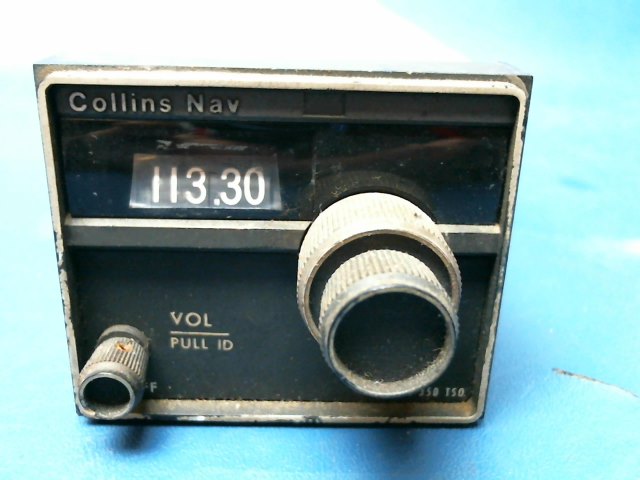 Collins Nav
113.30
VOL
PULL ID
TSO